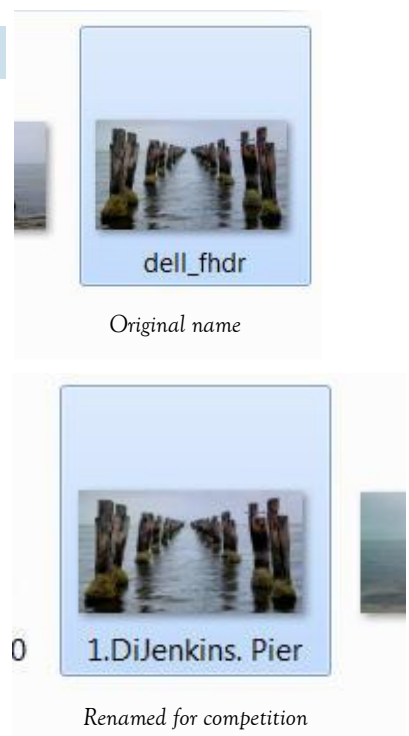 dell_fhdr
Original name
0 1.DiJenkins. Pier
Renamed for competition